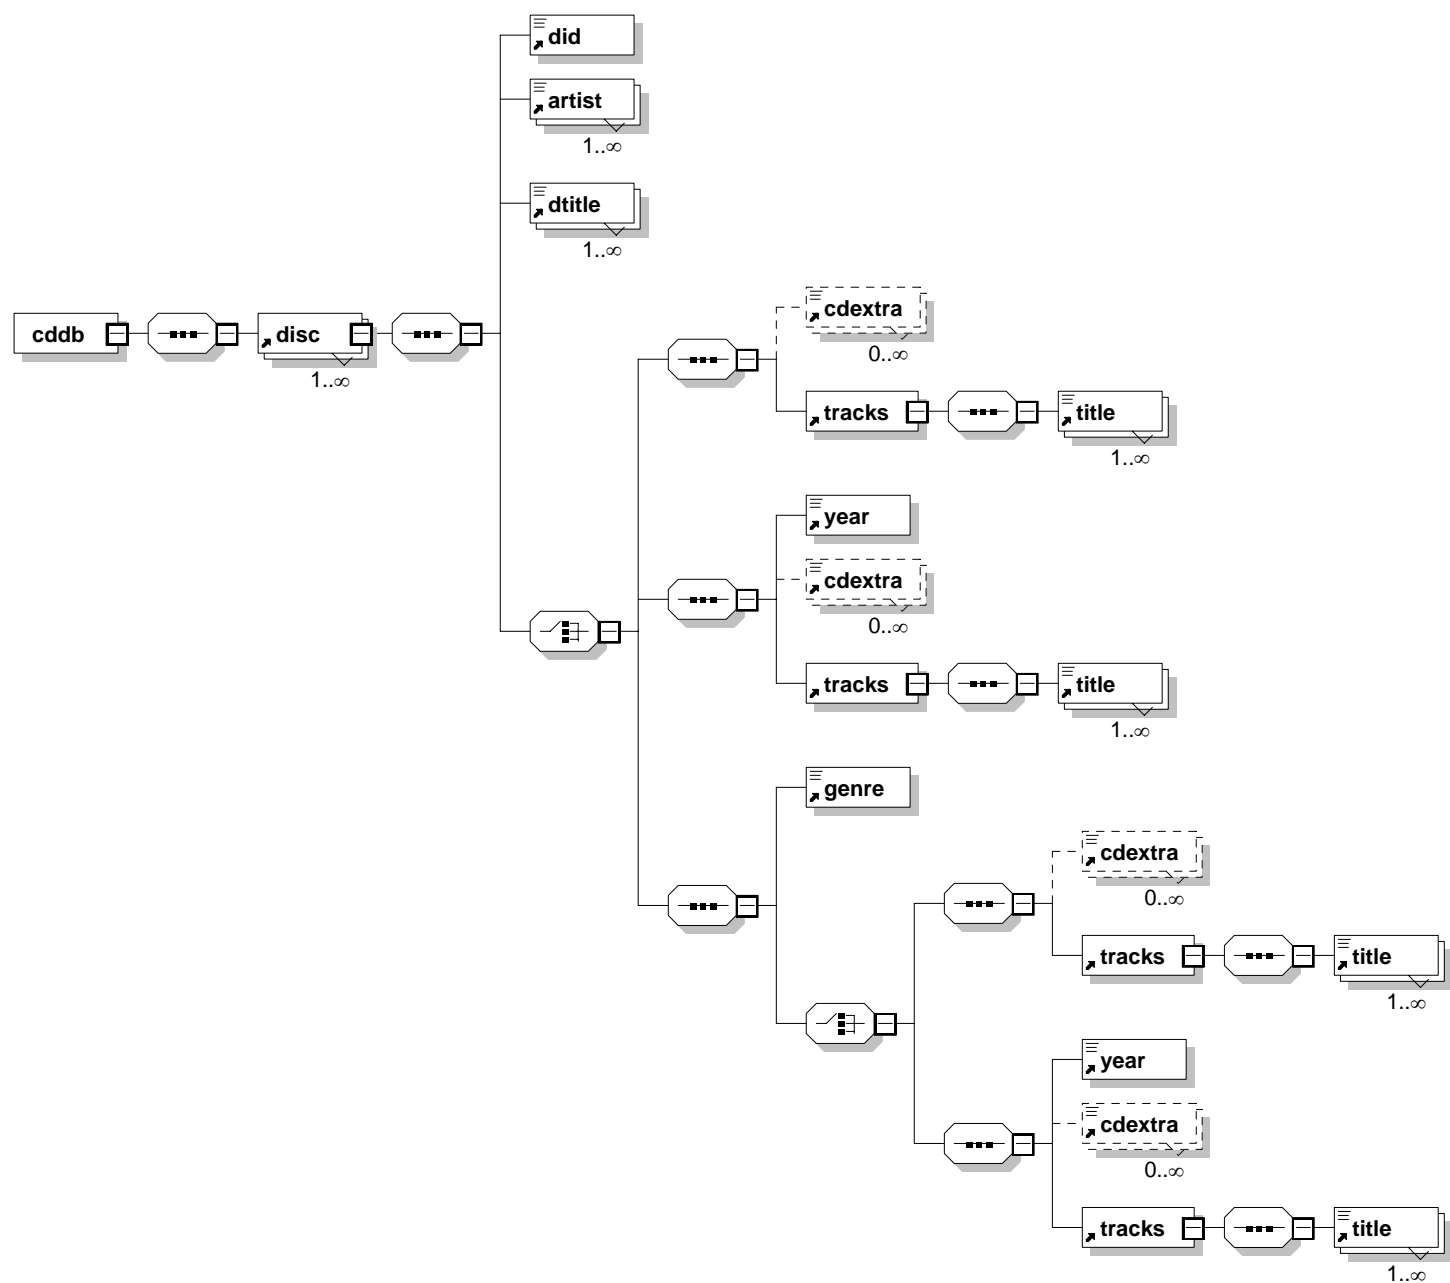 did
artist
1..∞
dtitle
1..∞
cddb
disc
1..∞
cdextra
0..∞
tracks
title
1..∞
year
cdextra
0..∞
tracks
title
1..∞
genre
cdextra
0..∞
tracks
title
1..∞
year
cdextra
0..∞
tracks
title
1..∞